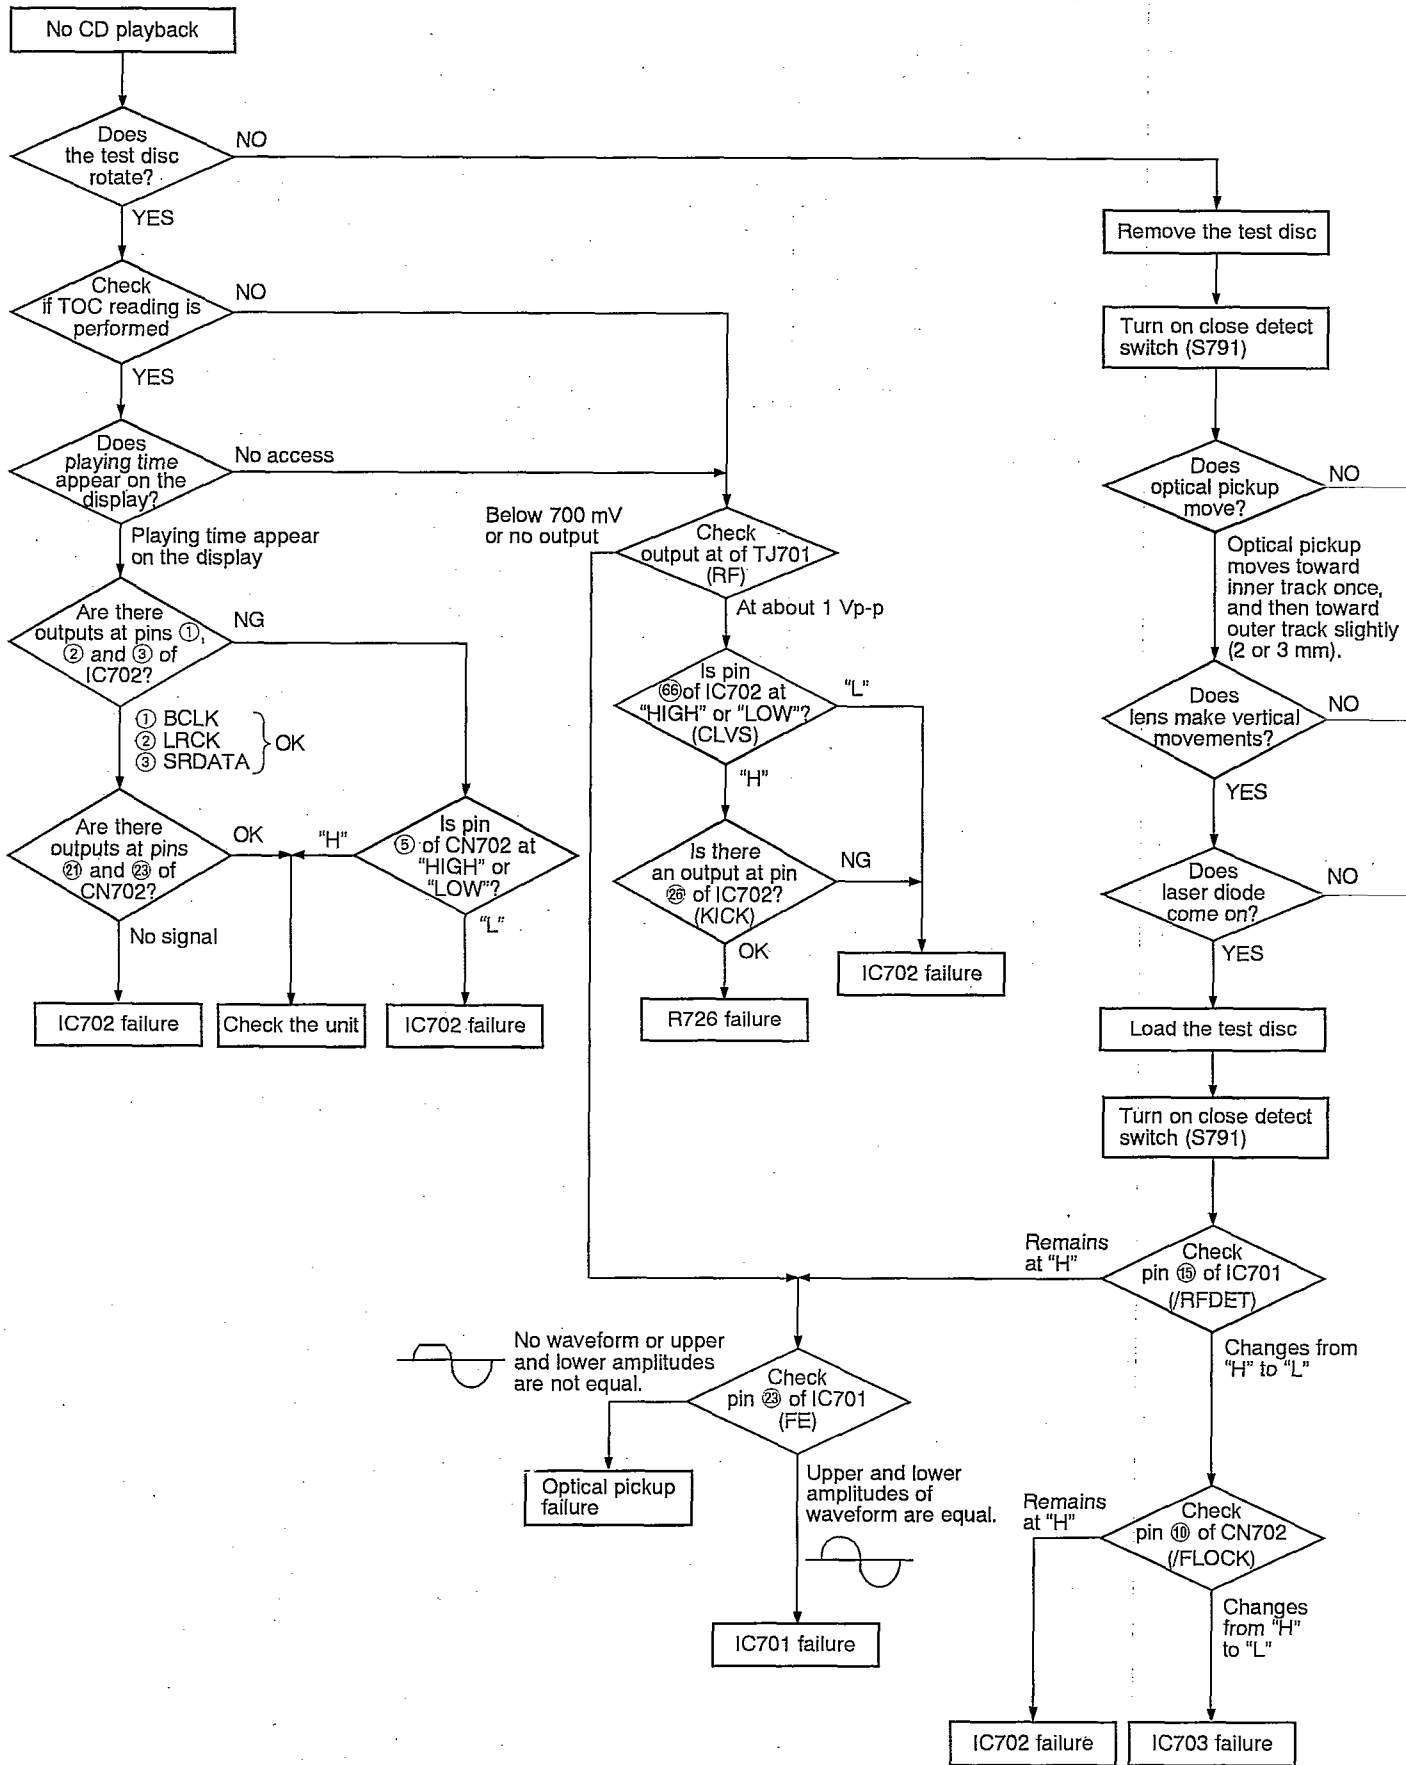 No CD playback
Does
the test disc
rotate?
NO
YES
Remove the test disc
Check
if TOC reading is
performed
NO
YES
Turn on close detect
switch (S791)
Does
playing time
appear on the
display?
No access
Playing time appear
on the display
Does
optical pickup
move?
NO
Optical pickup
moves toward
inner track once,
and then toward
outer track slightly
(2 or 3 mm).
Below 700 mV
or no output
Check
output at of TJ701
(RF)
At about 1 Vp-p
Are there
outputs at pins ①,
② and ③ of
IC702?
NG
① BCLK
② LRCK
③ SRDATA
OK
Is pin
㊻ of IC702 at
"HIGH" or "LOW"?
(CLVS)
"L"
"H"
Does
lens make vertical
movements?
NO
YES
Are there
outputs at pins
㉑ and ㉓ of
CN702?
OK
No signal
"H"
Is pin
⑤ of CN702 at
"HIGH" or
"LOW"?
"L"
Is there
an output at pin
㉖ of IC702?
(KICK)
NG
OK
Does
laser diode
come on?
NO
YES
IC702 failure
Check the unit
IC702 failure
R726 failure
IC702 failure
Load the test disc
Turn on close detect
switch (S791)
Remains
at "H"
Check
pin ⑮ of IC701
(/RFDET)
Changes from
"H" to "L"
No waveform or upper
and lower amplitudes
are not equal.
Check
pin ㉓ of IC701
(FE)
Optical pickup
failure
Upper and lower
amplitudes of
waveform are equal.
IC701 failure
Remains
at "H"
Check
pin ⑩ of CN702
(/FLOCK)
Changes
from "H"
to "L"
IC702 failure
IC703 failure